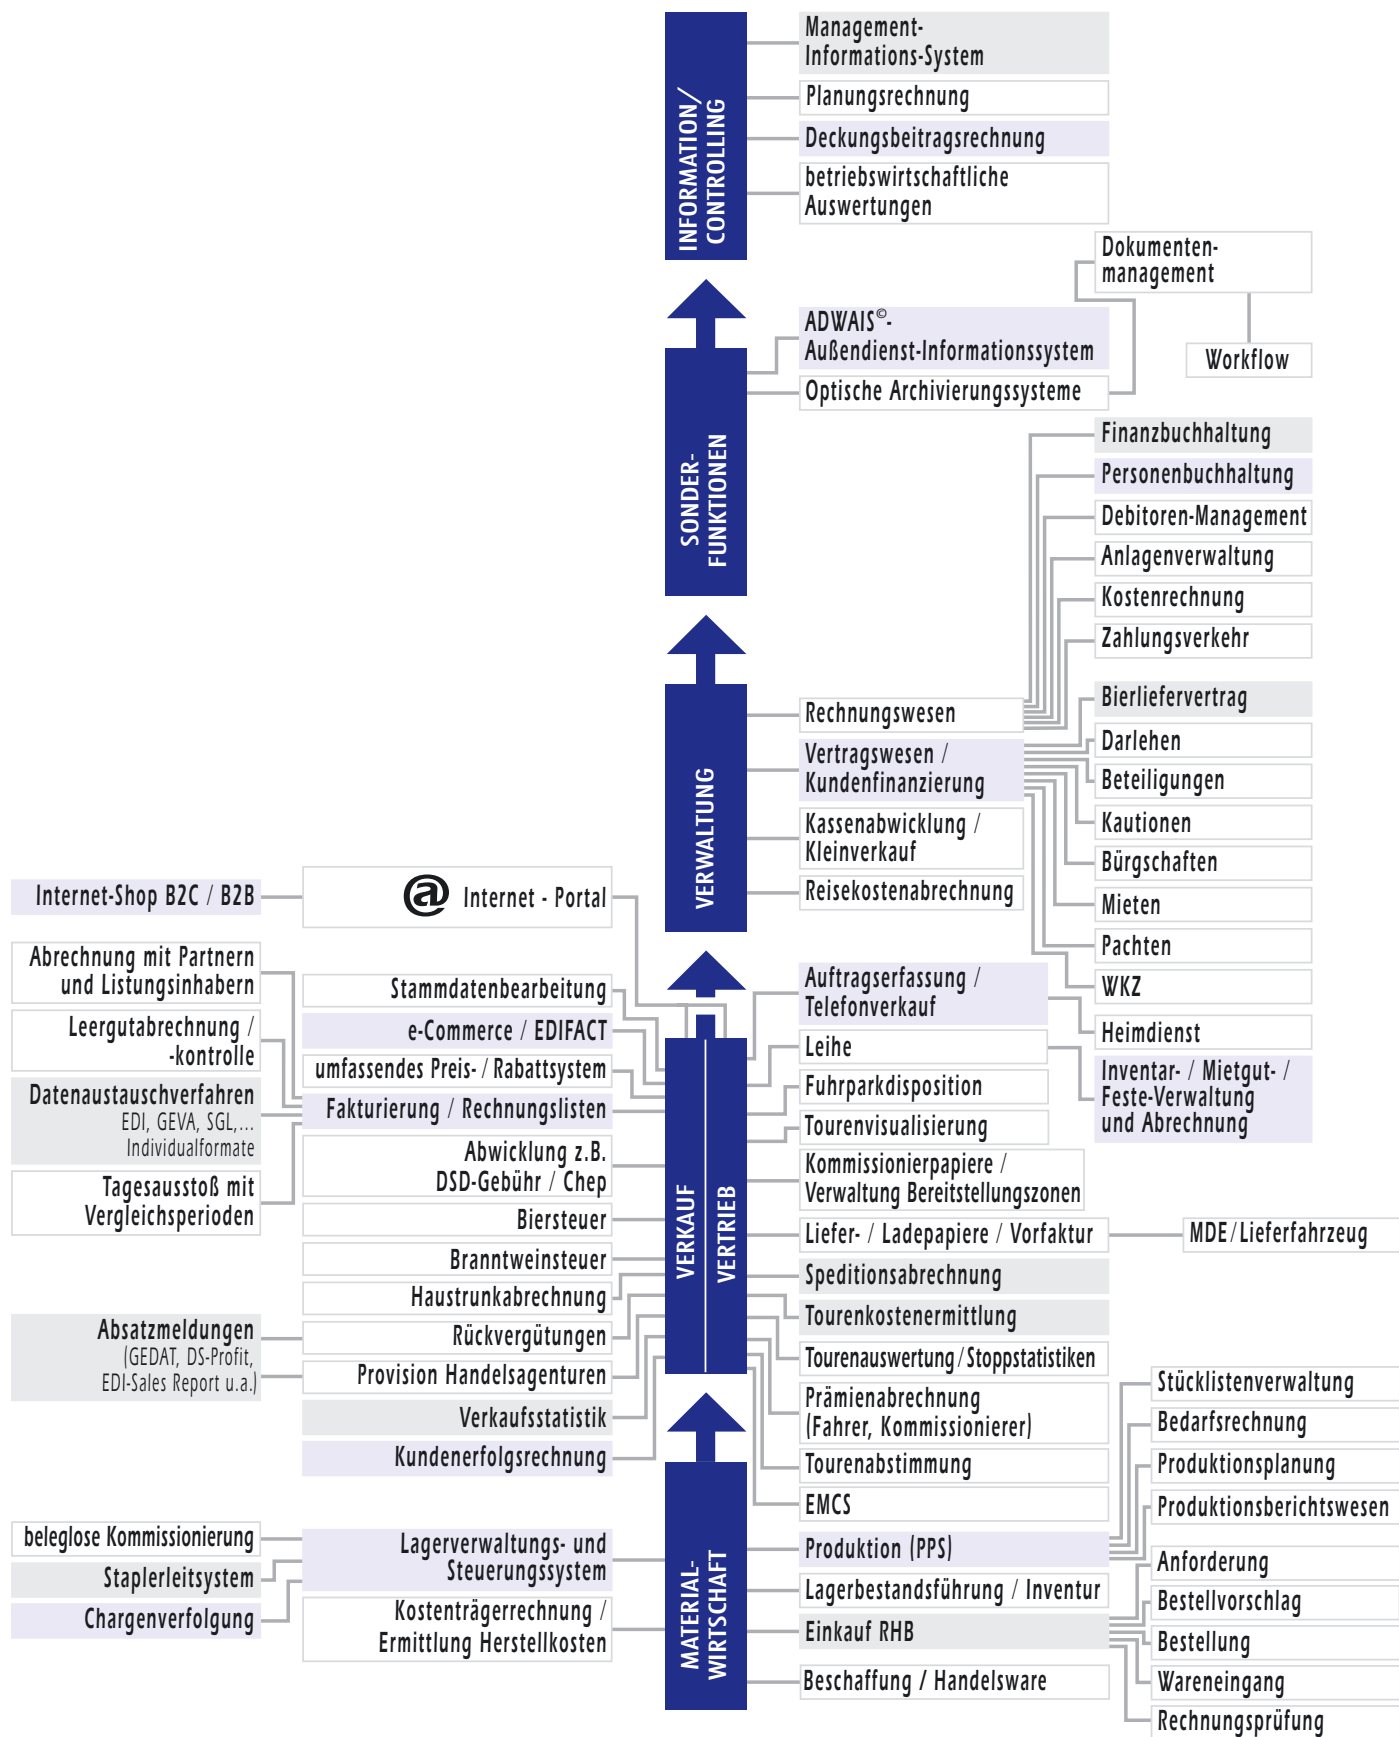 INFORMATION/
CONTROLLING
Management-
Informations-System
Planungsrechnung
Deckungsbeitragsrechnung
betriebswirtschaftliche
Auswertungen
SONDER-
FUNKTIONEN
ADWAIS©-
Außendienst-Informationssystem
Optische Archivierungssysteme
Dokumenten-
management
Workflow
VERWALTUNG
Rechnungswesen
Vertragswesen /
Kundenfinanzierung
Kassenabwicklung /
Kleinverkauf
Reisekostenabrechnung
Finanzbuchhaltung
Personenbuchhaltung
Debitoren-Management
Anlagenverwaltung
Kostenrechnung
Zahlungsverkehr
Bierliefervertrag
Darlehen
Beteiligungen
Kautionen
Bürgschaften
Mieten
Pachten
WKZ
Internet-Shop B2C / B2B
@ Internet - Portal
Abrechnung mit Partnern
und Listungsinhabern
Leergutabrechnung /
-kontrolle
Datenaustauschverfahren
EDI, GEVA, SGL,...
Individualformate
Tagesausstoß mit
Vergleichsperioden
Absatzmeldungen
(GEDAT, DS-Profit,
EDI-Sales Report u.a.)
Stammdatenbearbeitung
e-Commerce / EDIFACT
umfassendes Preis- / Rabattsystem
Fakturierung / Rechnungslisten
Abwicklung z.B.
DSD-Gebühr / Chep
Biersteuer
Branntweinsteuer
Haustrunkabrechnung
Rückvergütungen
Provision Handelsagenturen
Verkaufsstatistik
Kundenerfolgsrechnung
VERKAUF
VERTRIEB
Auftragserfassung /
Telefonverkauf
Leihe
Fuhrparkdisposition
Tourenvisualisierung
Kommissionierpapiere /
Verwaltung Bereitstellungszonen
Liefer- / Ladepapiere / Vorfaktur
Speditionsabrechnung
Tourenkostenermittlung
Tourenauswertung / Stoppstatistiken
Prämienabrechnung
(Fahrer, Kommissionierer)
Tourenabstimmung
EMCS
Heimdienst
Inventar- / Mietgut- /
Feste-Verwaltung
und Abrechnung
MDE / Lieferfahrzeug
beleglose Kommissionierung
Staplerleitsystem
Chargenverfolgung
Lagerverwaltungs- und
Steuerungssystem
Kostenträgerrechnung /
Ermittlung Herstellkosten
MATERIAL-
WIRTSCHAFT
Produktion (PPS)
Lagerbestandsführung / Inventur
Einkauf RHB
Beschaffung / Handelsware
Stücklistenverwaltung
Bedarfsrechnung
Produktionsplanung
Produktionsberichtswesen
Anforderung
Bestellvorschlag
Bestellung
Wareneingang
Rechnungsprüfung